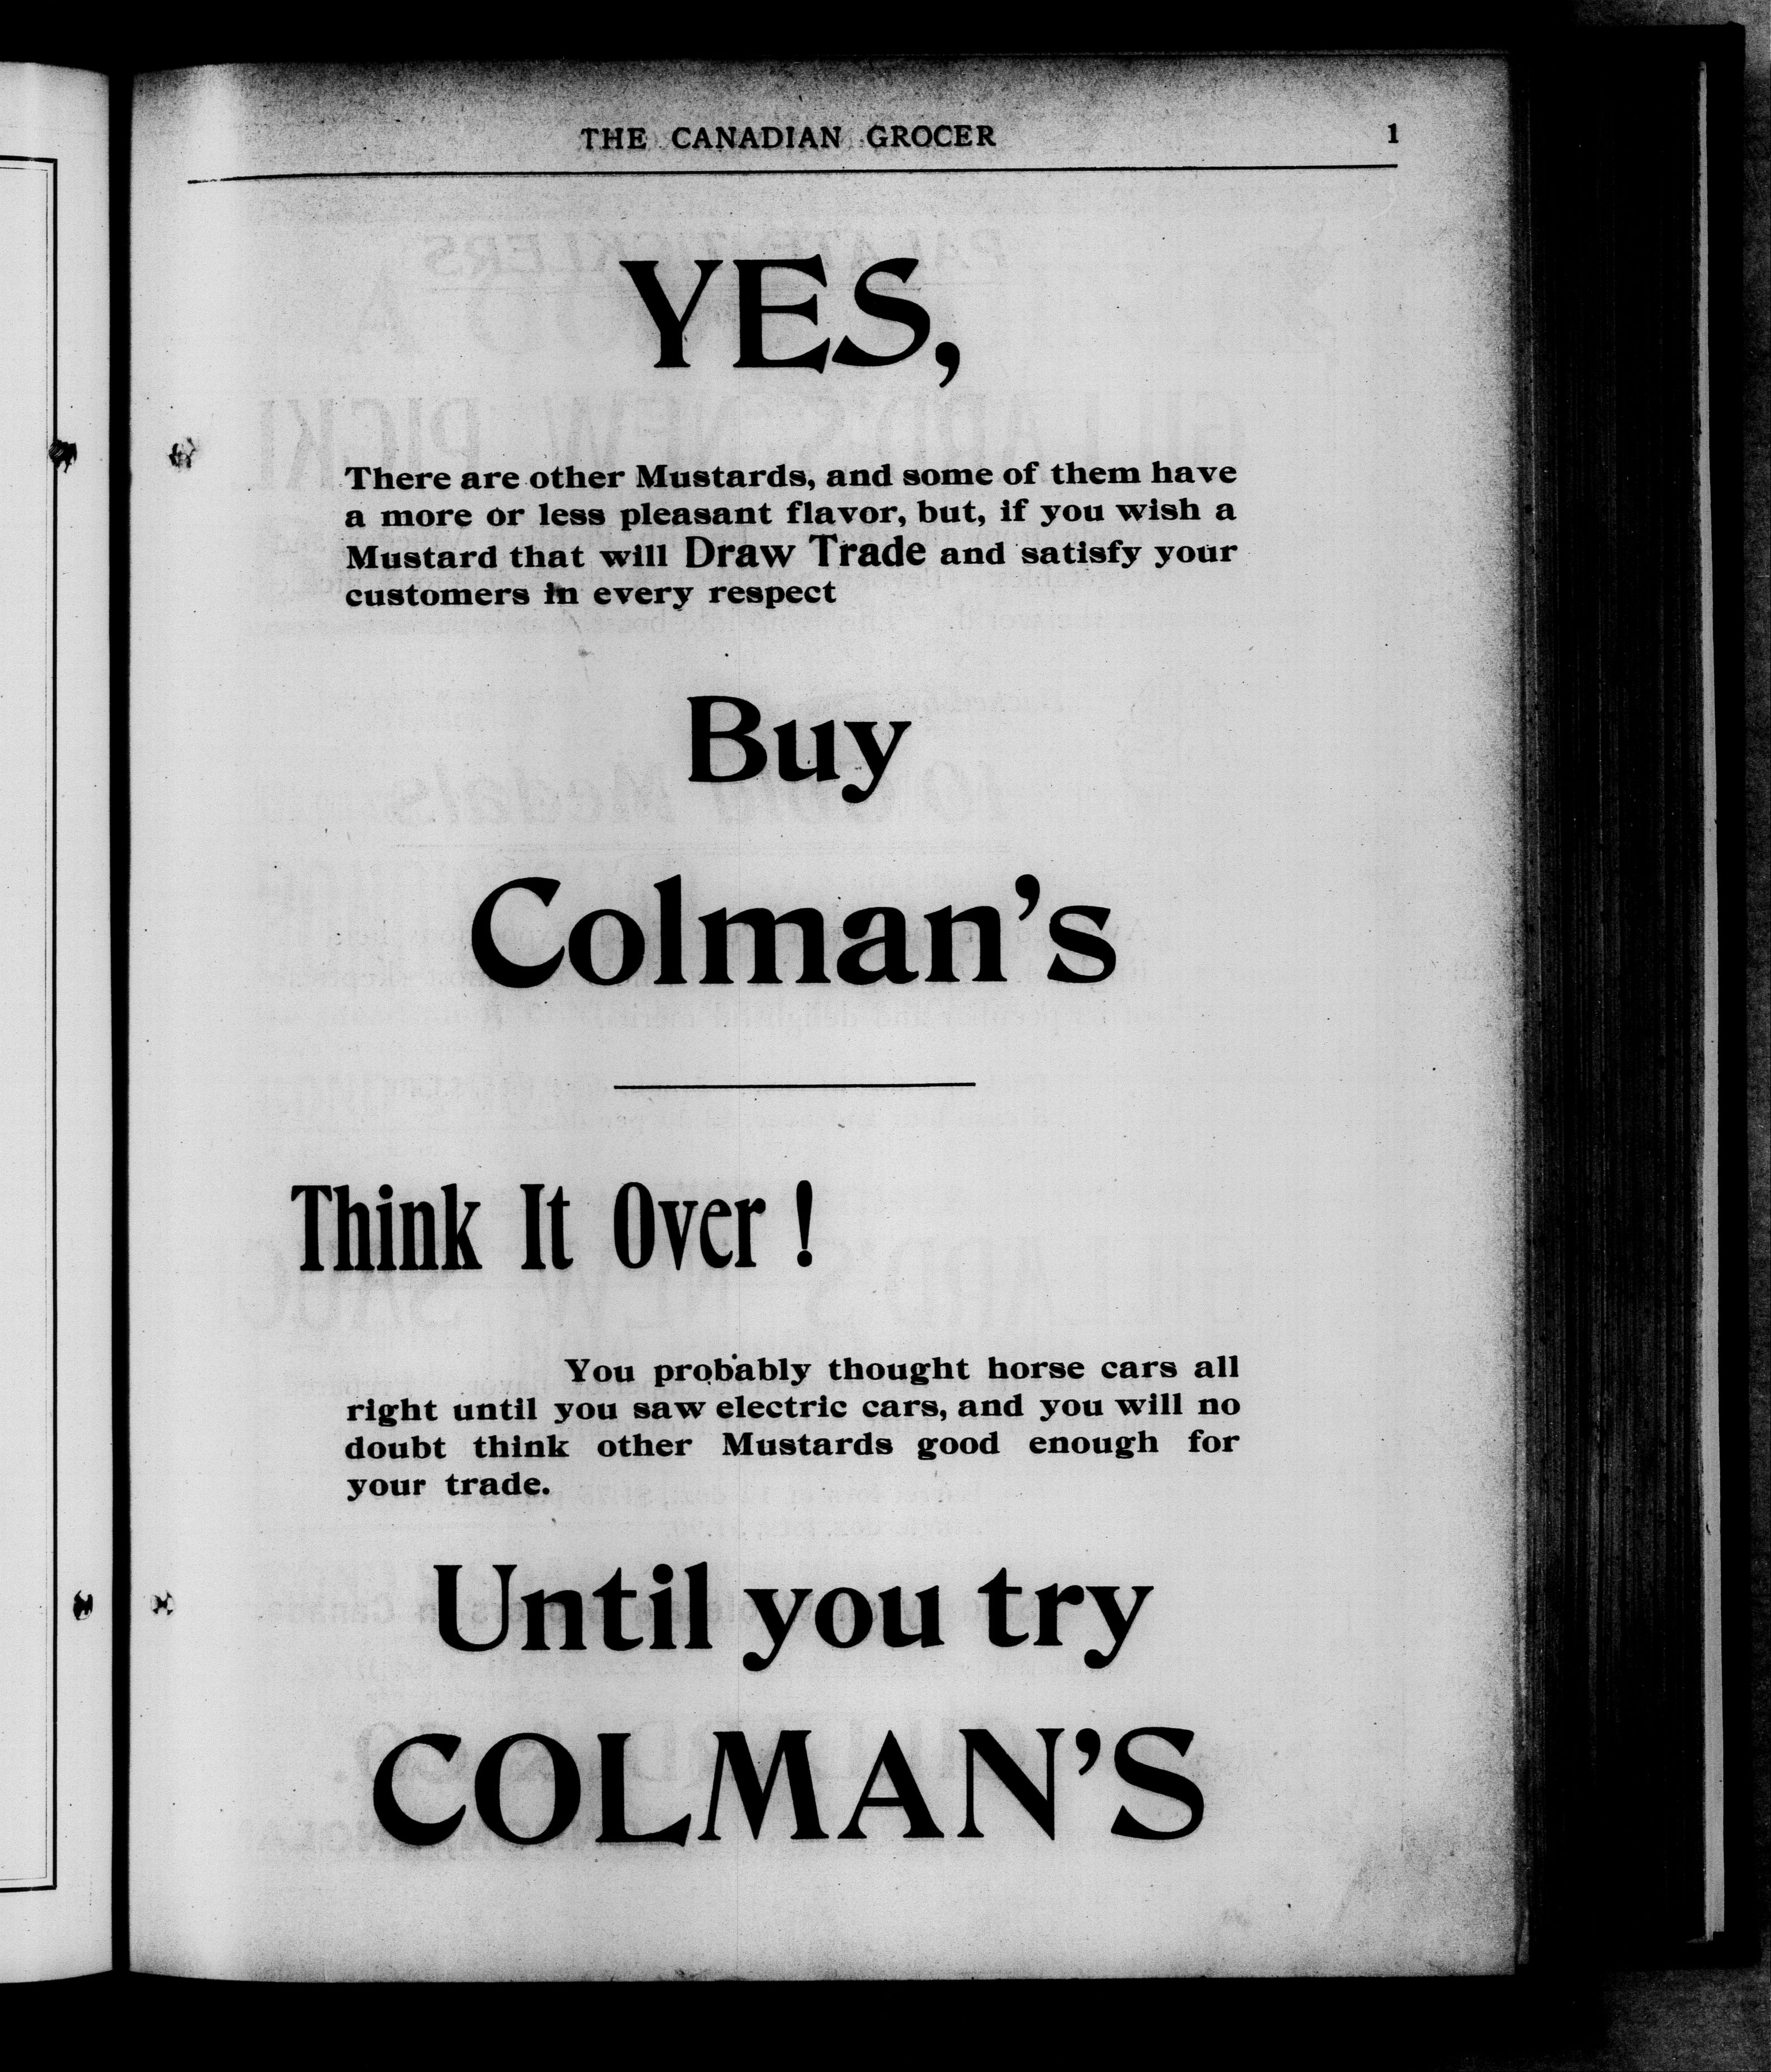 THE CANADIAN GROCER 1
YES,
There are other Mustards, and some of them have
a more or less pleasant flavor, but, if you wish a
Mustard that will Draw Trade and satisfy your
customers in every respect
Buy
Colman's
Think It Over !
You probably thought horse cars all
right until you saw electric cars, and you will no
doubt think other Mustards good enough for
your trade.
Until you try
COLMAN'S